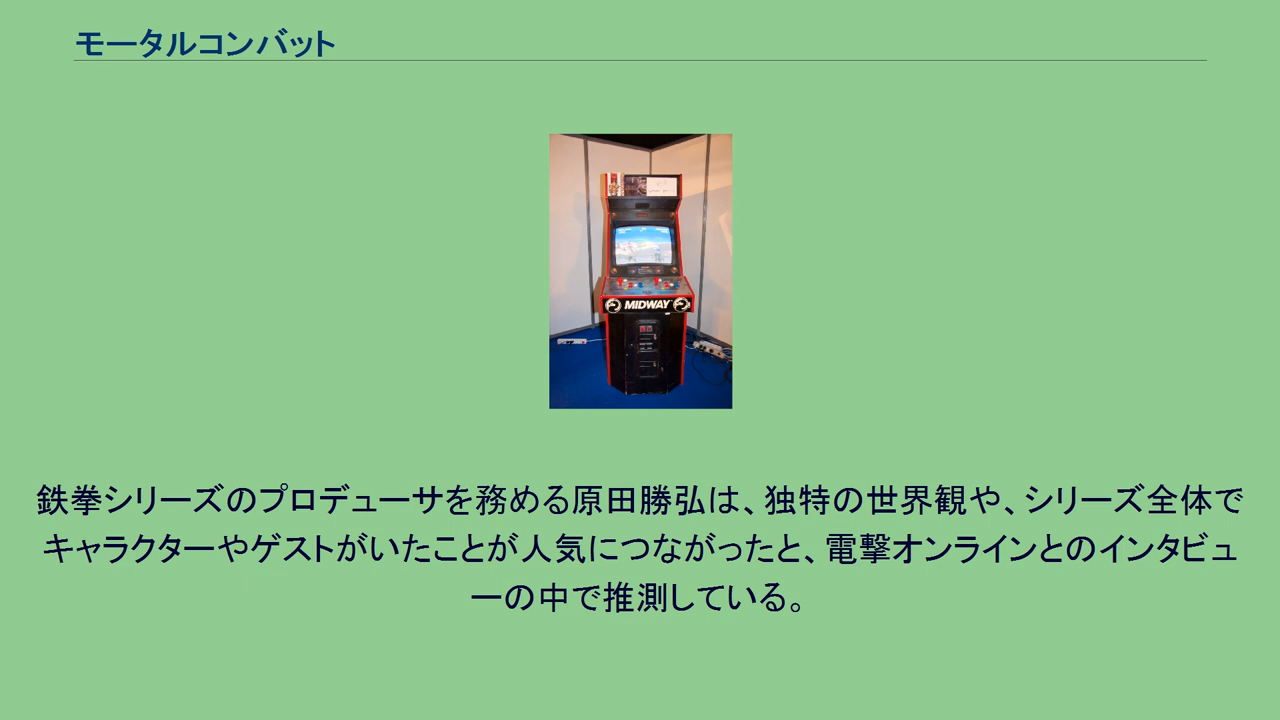 モータルコンバット
MIDWAY
鉄拳シリーズのプロデューサを務める原田勝弘は、独特の世界観や、シリーズ全体で
キャラクターやゲストがいたことが人気につながったと、電撃オンラインとのインタビュ
ーの中で推測している。